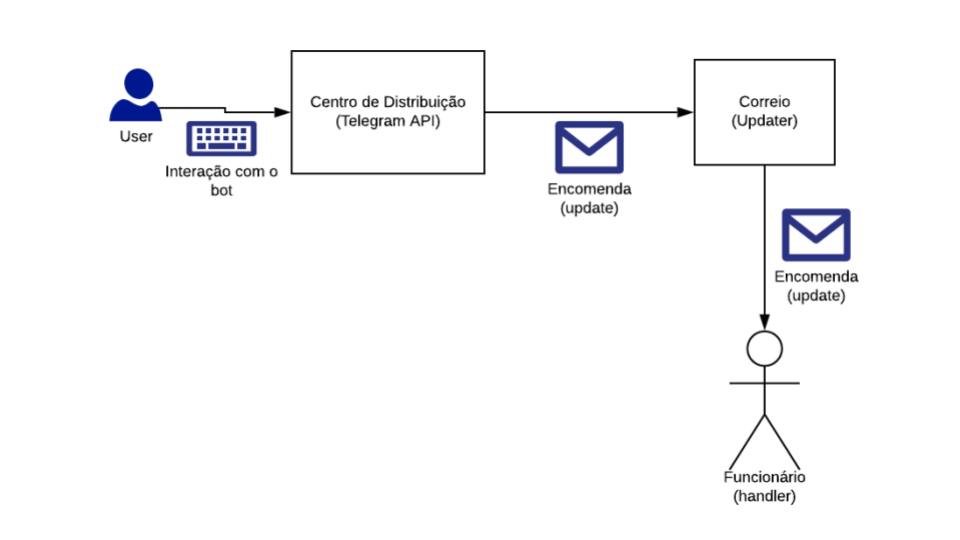 User
Interação com o
bot
Centro de Distribuição
(Telegram API)
Encomenda
(update)
Correio
(Updater)
Encomenda
(update)
Funcionário
(handler)